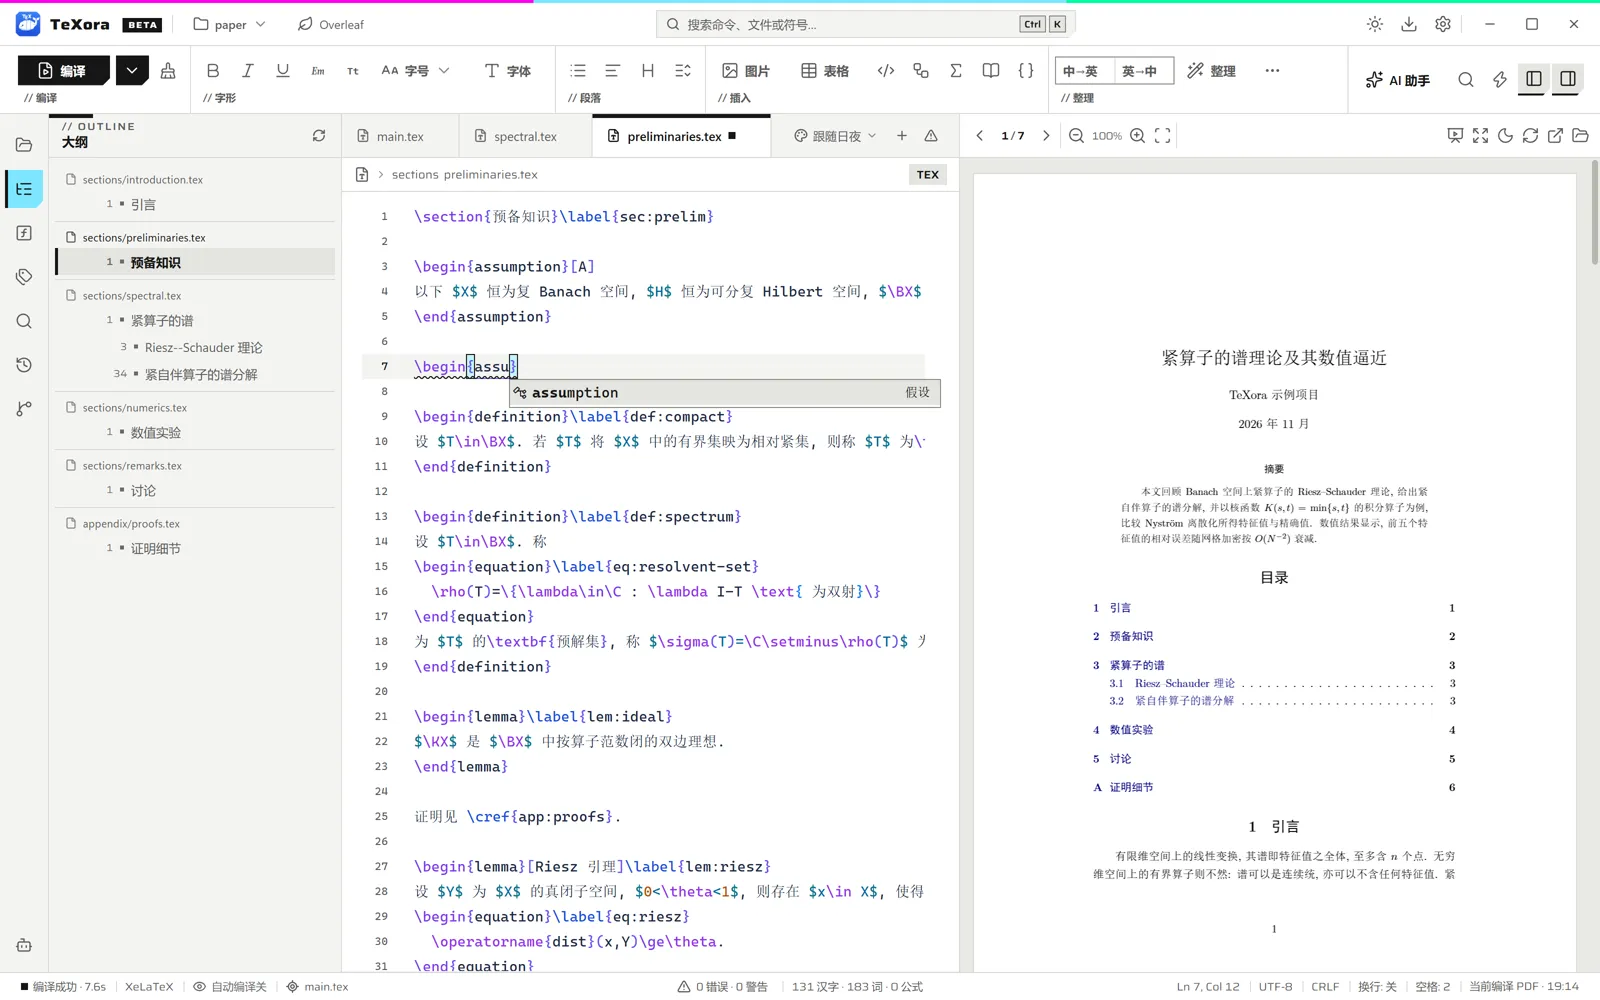 TeXora BETA paper Overleaf 搜索命令、文件或符号... Ctrl K
编译 B I U Em Tt AA 字号 T 字体 H 图片 表格 </> Σ {} 中→英 英→中 整理 ··· AI 助手
// 编译 // 字形 // 段落 // 插入 // 整理
// OUTLINE
大纲
sections/introduction.tex
1 引言
sections/preliminaries.tex
1 预备知识
sections/spectral.tex
1 紧算子的谱
3 Riesz--Schauder 理论
34 紧自伴算子的谱分解
sections/numerics.tex
1 数值实验
sections/remarks.tex
1 讨论
appendix/proofs.tex
1 证明细节
main.tex spectral.tex preliminaries.tex 跟随日夜
sections preliminaries.tex TEX
1 \section{预备知识}\label{sec:prelim}
2
3 \begin{assumption}[A]
4 以下 $X$ 恒为复 Banach 空间, $H$ 恒为可分复 Hilbert 空间, $\BX$
5 \end{assumption}
6
7 \begin{assu}
assumption 假设
8
9 \begin{definition}\label{def:compact}
10 设 $T\in\BX$. 若 $T$ 将 $X$ 中的有界集映为相对紧集, 则称 $T$ 为\
11 \end{definition}
12
13 \begin{definition}\label{def:spectrum}
14 设 $T\in\BX$. 称
15 \begin{equation}\label{eq:resolvent-set}
16 \rho(T)=\{\lambda\in\C : \lambda I-T \text{ 为双射}\}
17 \end{equation}
18 为 $T$ 的\textbf{预解集}, 称 $\sigma(T)=\C\setminus\rho(T)$ 为
19 \end{definition}
20
21 \begin{lemma}\label{lem:ideal}
22 $\KX$ 是 $\BX$ 中按算子范数闭的双边理想.
23 \end{lemma}
24
25 证明见 \cref{app:proofs}.
26
27 \begin{lemma}[Riesz 引理]\label{lem:riesz}
28 设 $Y$ 为 $X$ 的真闭子空间, $0<\theta<1$, 则存在 $x\in X$, 使得
29 \begin{equation}\label{eq:riesz}
30 \operatorname{dist}(x,Y)\ge\theta.
31 \end{equation}
1 / 7 100%
紧算子的谱理论及其数值逼近
TeXora 示例项目
2026 年 11 月
摘要
本文回顾 Banach 空间上紧算子的 Riesz–Schauder 理论, 给出紧
自伴算子的谱分解, 并以核函数 K(s,t) = min{s,t} 的积分算子为例,
比较 Nyström 离散化所得特征值与精确值. 数值结果显示, 前五个特
征值的相对误差随网格加密按 O(N⁻²) 衰减.
目录
1 引言 1
2 预备知识 2
3 紧算子的谱 3
3.1 Riesz–Schauder 理论 . . . . . . . . . . . . . . . . . . . . . . . 3
3.2 紧自伴算子的谱分解 . . . . . . . . . . . . . . . . . . . . . . . 3
4 数值实验 4
5 讨论 5
A 证明细节 6
1 引言
有限维空间上的线性变换, 其谱即特征值之全体, 至多含 n 个点. 无穷
维空间上的有界算子则不然: 谱可以是连续统, 亦可以不含任何特征值. 紧
1
编译成功 · 7.6s XeLaTeX 自动编译关 main.tex 0 错误 · 0 警告 131 汉字 · 183 词 · 0 公式 Ln 7, Col 12 UTF-8 CRLF 换行: 关 空格: 2 当前编译 PDF · 19:14